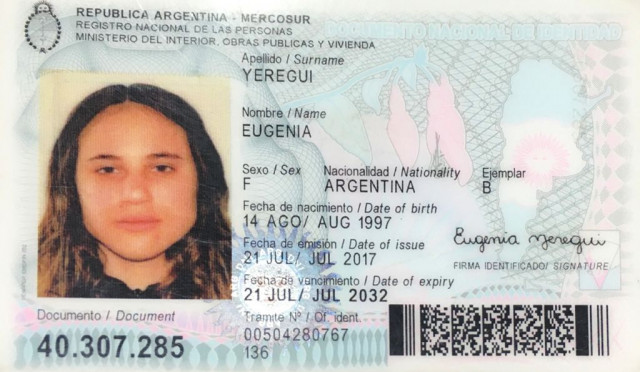 REPUBLICA ARGENTINA - MERCOSUR
REGISTRO NACIONAL DE LAS PERSONAS
MINISTERIO DEL INTERIOR, OBRAS PUBLICAS Y VIVIENDA
DOCUMENTO NACIONAL DE IDENTIDAD
Apellido / Surname
YEREGUI
Nombre / Name
EUGENIA
Sexo / Sex Nacionalidad / Nationality Ejemplar
F ARGENTINA B
Fecha de nacimiento / Date of birth
14 AGO/ AUG 1997
Fecha de emisión / Date of issue
21 JUL/ JUL 2017
Eugenia Yeregui
FIRMA IDENTIFICADO/ SIGNATURE
Fecha de vencimiento / Date of expiry
21 JUL/ JUL 2032
Documento / Document
40.307.285
Tramite Nº / Of. ident.
00504280767
136